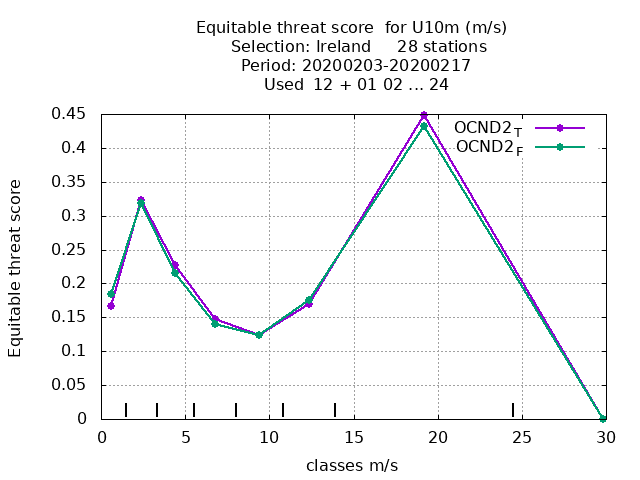 Equitable threat score  for U10m (m/s)
Selection: Ireland     28 stations
Period: 20200203-20200217
Used  12 + 01 02 ... 24
OCND2T
OCND2F
Equitable threat score
0.45
0.4
0.35
0.3
0.25
0.2
0.15
0.1
0.05
0
0 5 10 15 20 25 30
classes m/s